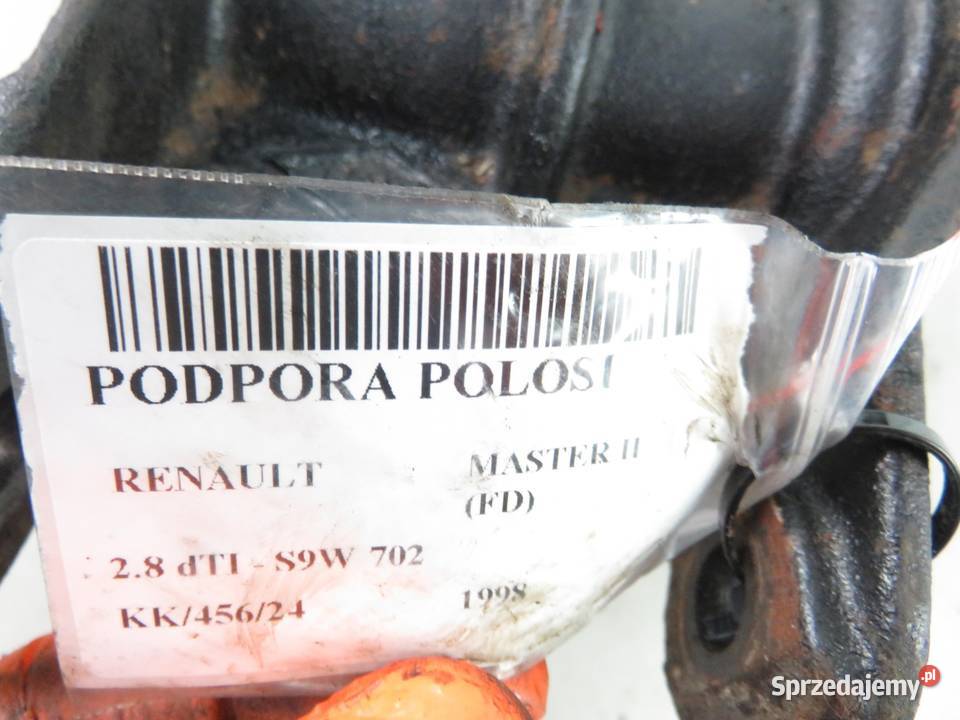 PODPORA POLOSI
RENAULT
MASTER II
(FD)
2.8 dTI - S9W 702
1998
KK/456/24
Sprzedajemy.pl